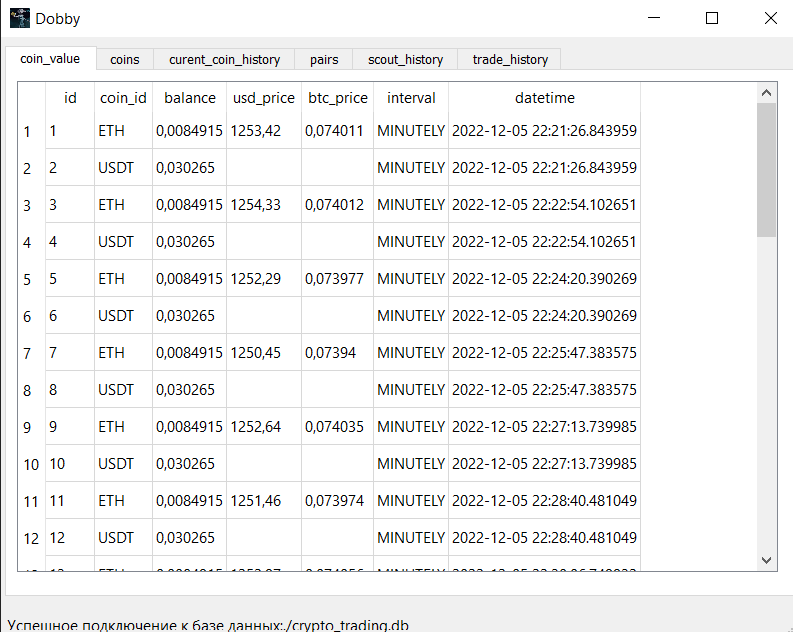 Dobby
coin_value coins curent_coin_history pairs scout_history trade_history
id coin_id balance usd_price btc_price interval datetime
1 1 ETH 0,0084915 1253,42 0,074011 MINUTELY 2022-12-05 22:21:26.843959
2 2 USDT 0,030265 MINUTELY 2022-12-05 22:21:26.843959
3 3 ETH 0,0084915 1254,33 0,074012 MINUTELY 2022-12-05 22:22:54.102651
4 4 USDT 0,030265 MINUTELY 2022-12-05 22:22:54.102651
5 5 ETH 0,0084915 1252,29 0,073977 MINUTELY 2022-12-05 22:24:20.390269
6 6 USDT 0,030265 MINUTELY 2022-12-05 22:24:20.390269
7 7 ETH 0,0084915 1250,45 0,07394 MINUTELY 2022-12-05 22:25:47.383575
8 8 USDT 0,030265 MINUTELY 2022-12-05 22:25:47.383575
9 9 ETH 0,0084915 1252,64 0,074035 MINUTELY 2022-12-05 22:27:13.739985
10 10 USDT 0,030265 MINUTELY 2022-12-05 22:27:13.739985
11 11 ETH 0,0084915 1251,46 0,073974 MINUTELY 2022-12-05 22:28:40.481049
12 12 USDT 0,030265 MINUTELY 2022-12-05 22:28:40.481049
Успешное подключение к базе данных:./crypto_trading.db